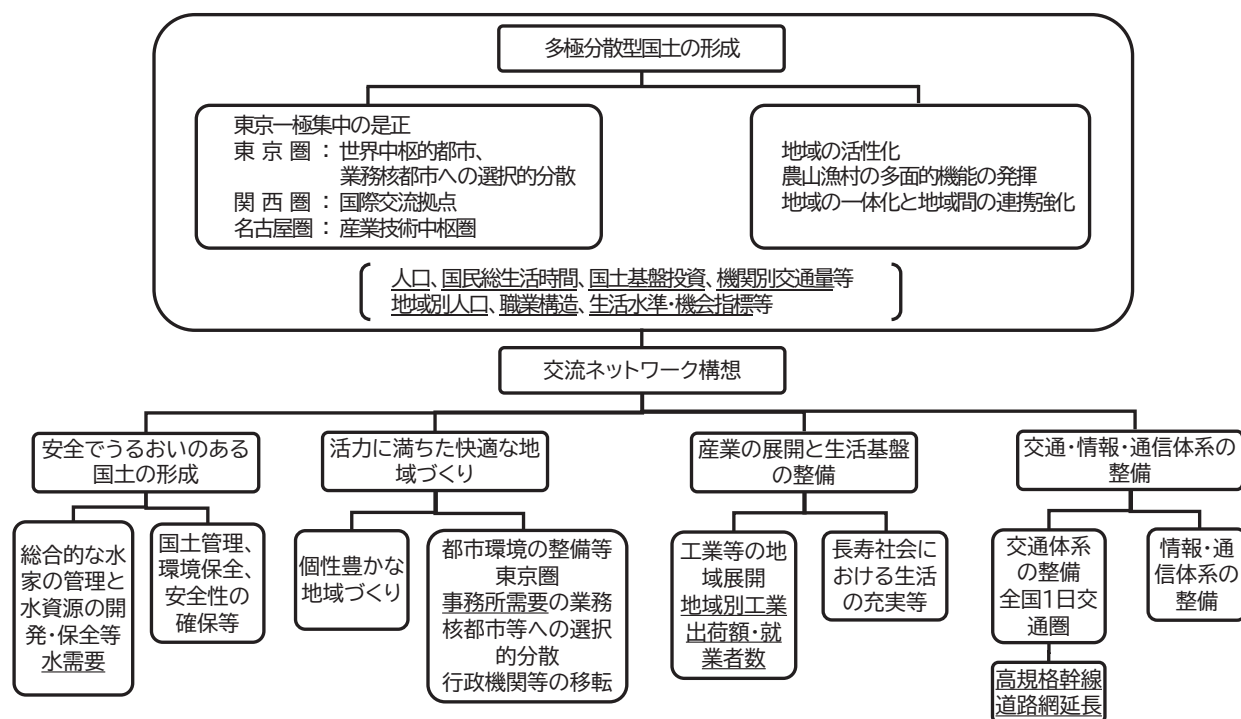 多極分散型国土の形成
東京一極集中の是正
東 京 圏 ： 世界中枢的都市、
業務核都市への選択的分散
関 西 圏 ： 国際交流拠点
名古屋圏 ： 産業技術中枢圏
地域の活性化
農山漁村の多面的機能の発揮
地域の一体化と地域間の連携強化
人口、国民総生活時間、国土基盤投資、機関別交通量等
地域別人口、職業構造、生活水準・機会指標等
交流ネットワーク構想
安全でうるおいのある
国土の形成
総合的な水
家の管理と
水資源の開
発・保全等
水需要
国土管理、
環境保全、
安全性の
確保等
活力に満ちた快適な地
域づくり
個性豊かな
地域づくり
都市環境の整備等
東京圏
事務所需要の業務
核都市等への選択
的分散
行政機関等の移転
産業の展開と生活基盤
の整備
工業等の地
域展開
地域別工業
出荷額・就
業者数
長寿社会に
おける生活
の充実等
交通・情報・通信体系の
整備
交通体系
の整備
全国1日交
通圏
高規格幹線
道路網延長
情報・通
信体系の
整備